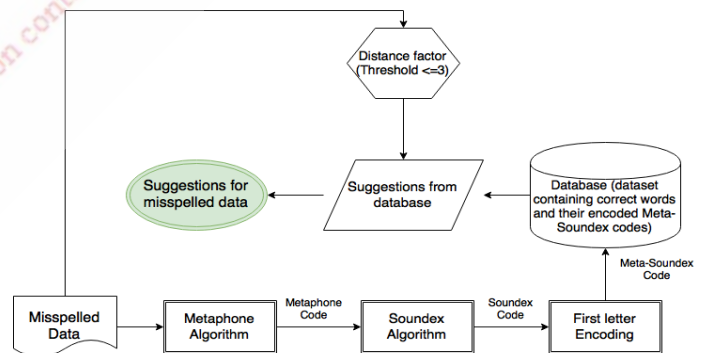 on con
Distance factor
(Threshold <=3)
Suggestions for
misspelled data
Suggestions from
database
Database (dataset
containing correct words
and their encoded Meta-
Soundex codes)
Meta-Soundex
Code
Misspelled
Data
Metaphone
Algorithm
Metaphone
Code
Soundex
Algorithm
Soundex
Code
First letter
Encoding